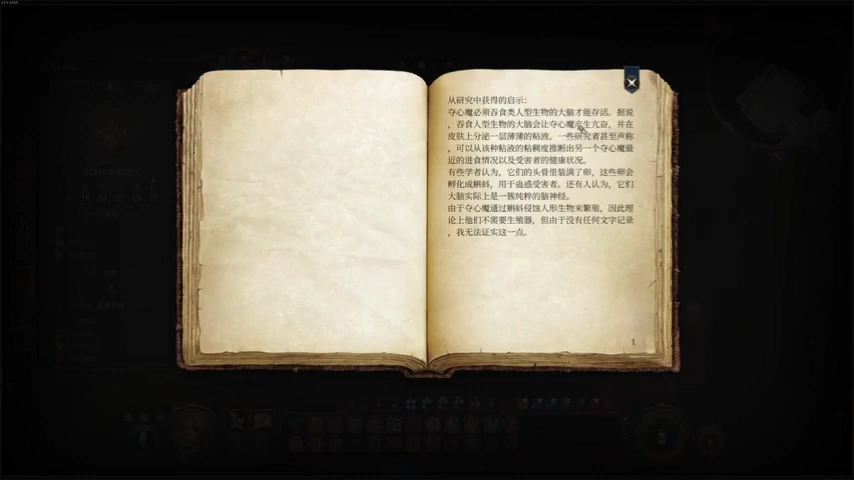 从研究中获得的启示：
夺心魔必须吞食类人型生物的大脑才能存活。据说
，吞食人型生物的大脑会让夺心魔产生亢奋，并在
皮肤上分泌一层薄薄的粘液。一些研究者甚至声称
，可以从该种粘液的粘稠度推断出另一个夺心魔最
近的进食情况以及受害者的健康状况。
有些学者认为，它们的头骨里装满了卵，这些卵会
孵化成蝌蚪，用于蛊惑受害者。还有人认为，它们
大脑实际上是一簇纯粹的脑神经。
由于夺心魔通过蝌蚪侵蚀人形生物来繁殖，因此理
论上他们不需要生殖器，但由于没有任何文字记录
，我无法证实这一点。
1